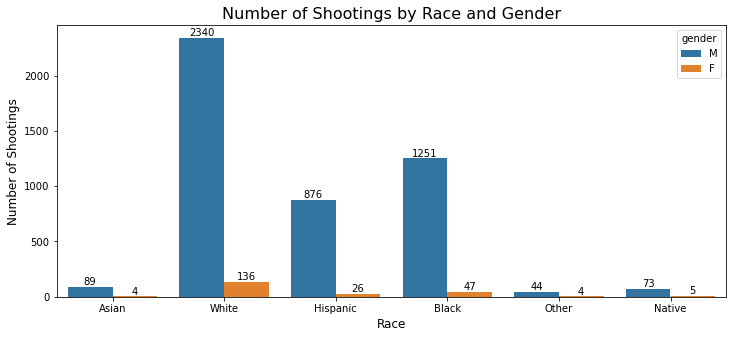 Number of Shootings by Race and Gender
gender
M
F
Number of Shootings
2000
1500
1000
500
0
89
4
2340
136
876
26
1251
47
44
4
73
5
Asian
White
Hispanic
Black
Other
Native
Race